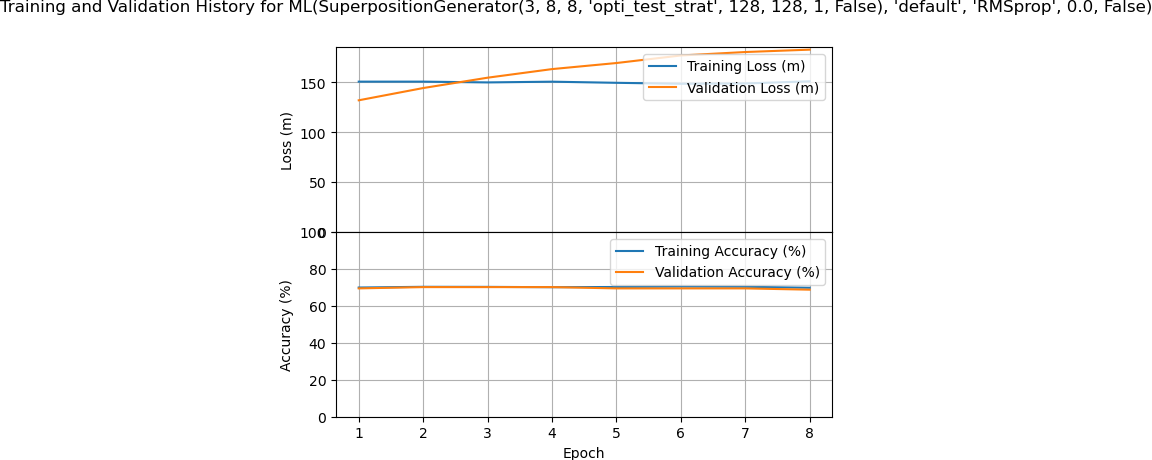 Training and Validation History for ML(SuperpositionGenerator(3, 8, 8, 'opti_test_strat', 128, 128, 1, False), 'default', 'RMSprop', 0.0, False)
150
100
50
0
Loss (m)
Training Loss (m)
Validation Loss (m)
100
80
60
40
20
0
Accuracy (%)
Training Accuracy (%)
Validation Accuracy (%)
1 2 3 4 5 6 7 8
Epoch